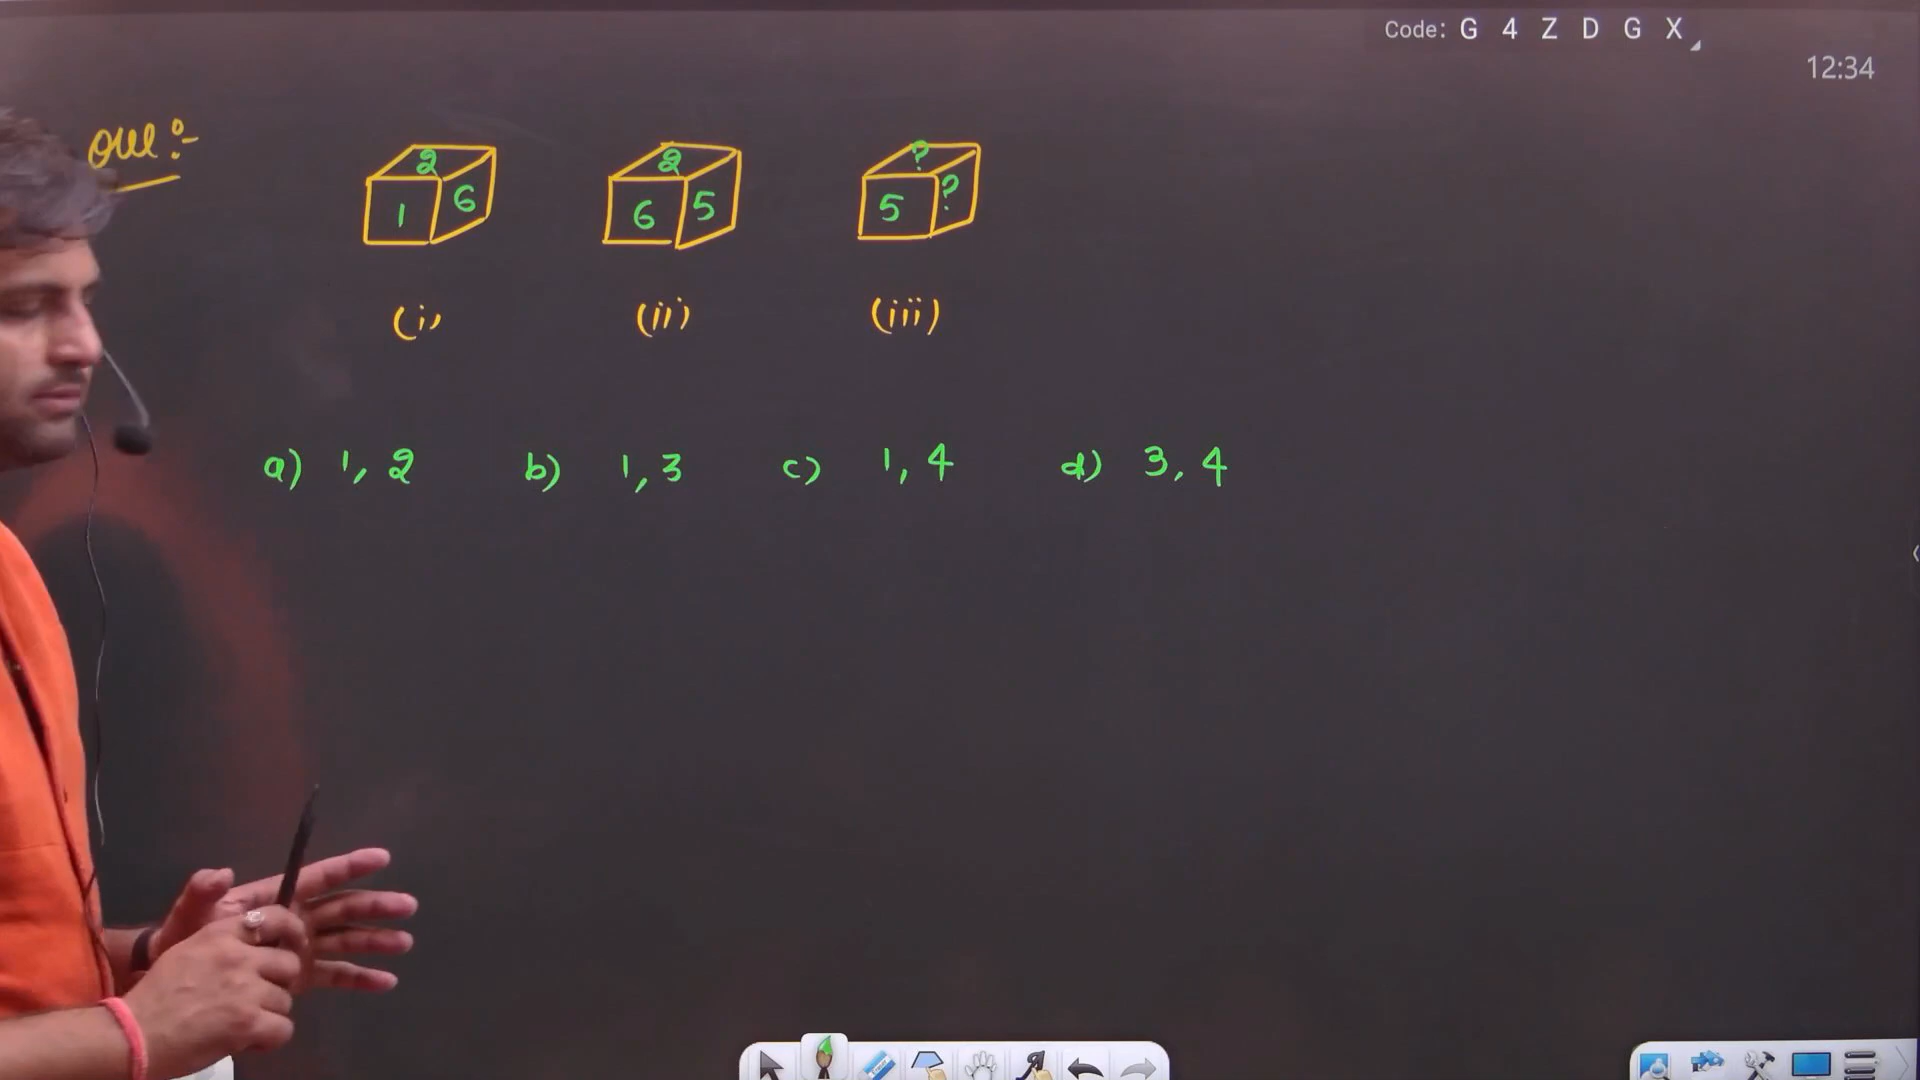 Code: G 4 Z D G X
12:34
Que :-
2 1 6
2 6 5
? 5 ?
(i) (ii) (iii)
a) 1, 2 b) 1, 3 c) 1, 4 d) 3, 4